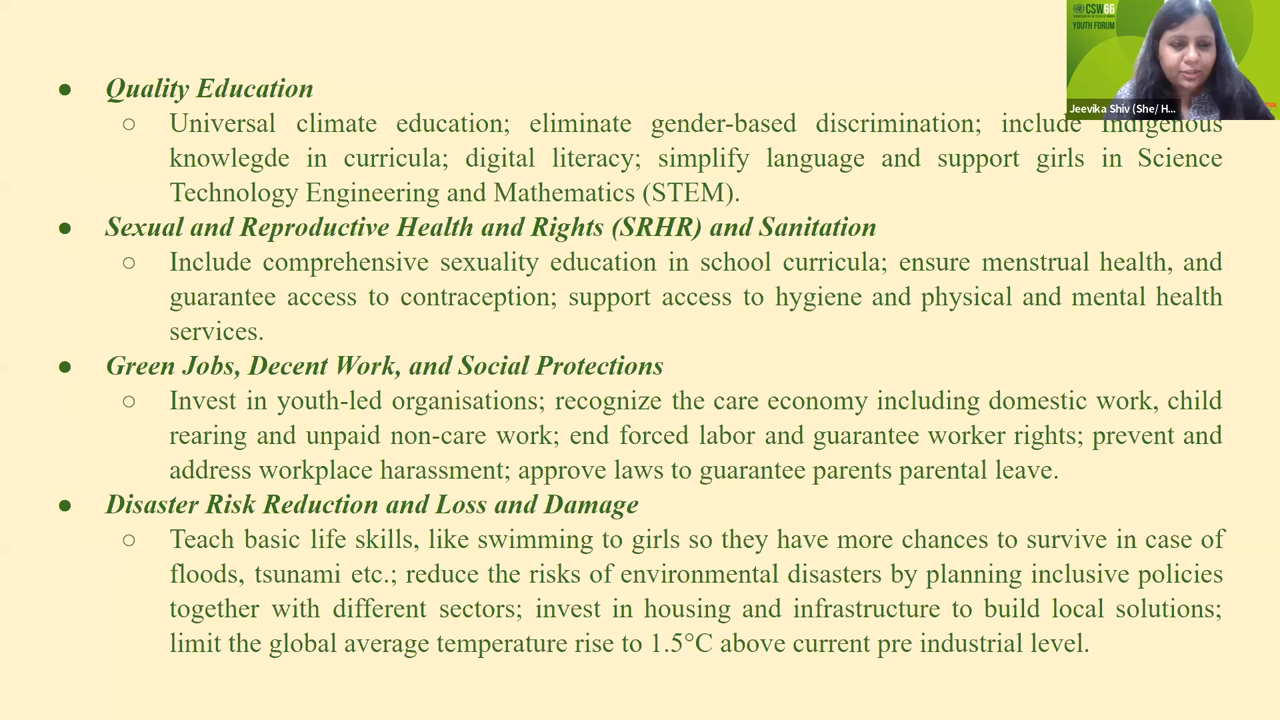 CSW66
YOUTH FORUM
Jeevika Shiv (She/ H...
● Quality Education
○ Universal climate education; eliminate gender-based discrimination; include Indigenous
knowlegde in curricula; digital literacy; simplify language and support girls in Science
Technology Engineering and Mathematics (STEM).
● Sexual and Reproductive Health and Rights (SRHR) and Sanitation
○ Include comprehensive sexuality education in school curricula; ensure menstrual health, and
guarantee access to contraception; support access to hygiene and physical and mental health
services.
● Green Jobs, Decent Work, and Social Protections
○ Invest in youth-led organisations; recognize the care economy including domestic work, child
rearing and unpaid non-care work; end forced labor and guarantee worker rights; prevent and
address workplace harassment; approve laws to guarantee parents parental leave.
● Disaster Risk Reduction and Loss and Damage
○ Teach basic life skills, like swimming to girls so they have more chances to survive in case of
floods, tsunami etc.; reduce the risks of environmental disasters by planning inclusive policies
together with different sectors; invest in housing and infrastructure to build local solutions;
limit the global average temperature rise to 1.5°C above current pre industrial level.